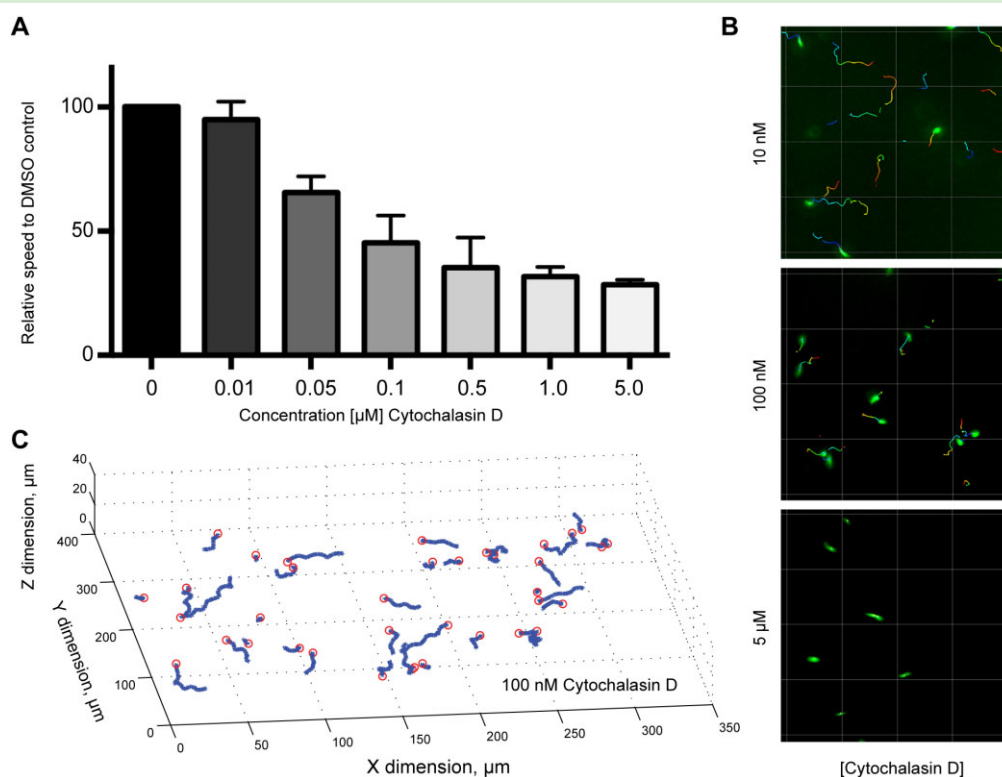 A
Relative speed to DMSO control
100
50
0
0 0.01 0.05 0.1 0.5 1.0 5.0
Concentration [µM] Cytochalasin D
B
10 nM
100 nM
5 µM
[Cytochalasin D]
C
Z dimension, µm
40
20
0
400
300
200
100
0
Y dimension, µm
0 50 100 150 200 250 300 350
X dimension, µm
100 nM Cytochalasin D